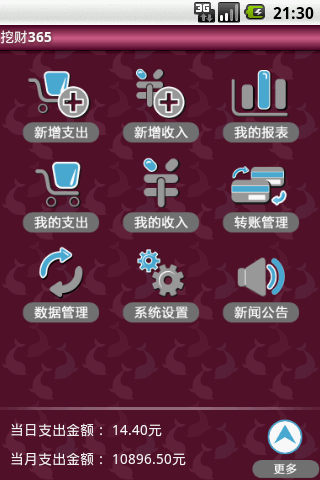 3G 21:30
挖财365
新增支出 新增收入 我的报表
我的支出 我的收入 转账管理
数据管理 系统设置 新闻公告
当日支出金额： 14.40元
当月支出金额： 10896.50元
更多